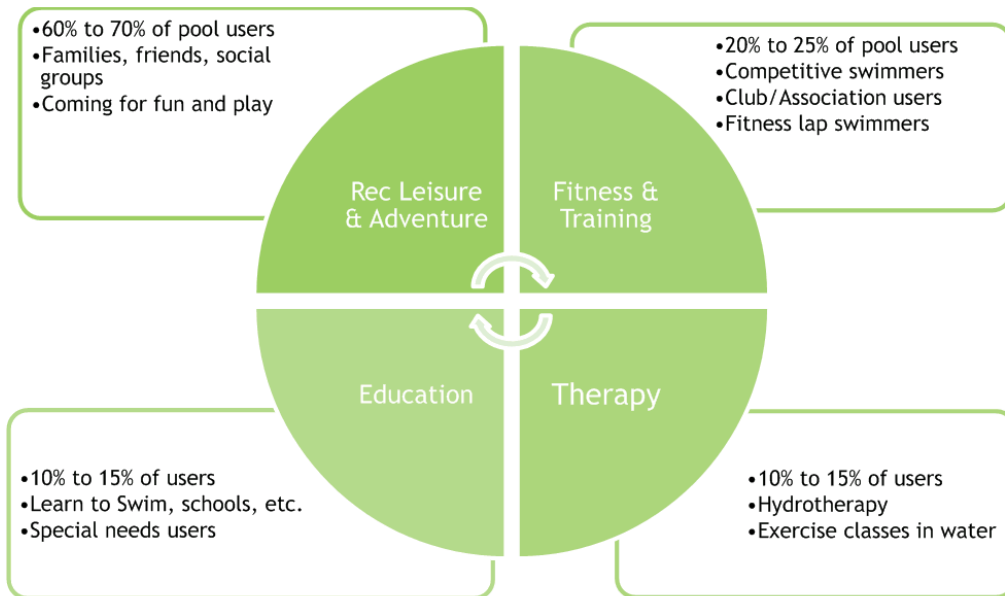 •60% to 70% of pool users
•Families, friends, social
groups
•Coming for fun and play
•20% to 25% of pool users
•Competitive swimmers
•Club/Association users
•Fitness lap swimmers
Rec Leisure
& Adventure
Fitness &
Training
Education
Therapy
•10% to 15% of users
•Learn to Swim, schools, etc.
•Special needs users
•10% to 15% of users
•Hydrotherapy
•Exercise classes in water